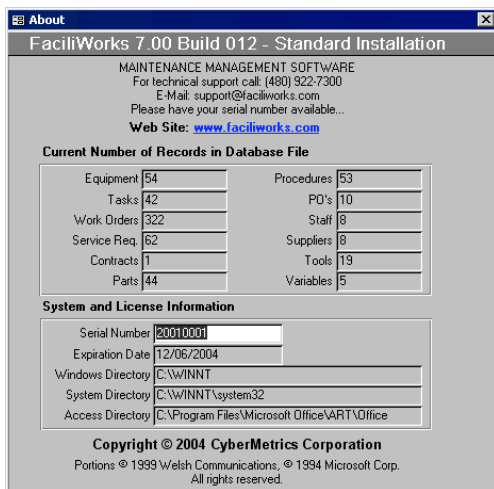 About
FaciliWorks 7.00 Build 012 - Standard Installation
MAINTENANCE MANAGEMENT SOFTWARE
For technical support call: (480) 922-7300
E-Mail: support@faciliworks.com
Please have your serial number available...
Web Site: www.faciliworks.com
Current Number of Records in Database File
Equipment 54 Procedures 53
Tasks 42 PO's 10
Work Orders 322 Staff 8
Service Req. 62 Suppliers 8
Contracts 1 Tools 19
Parts 44 Variables 5
System and License Information
Serial Number 20010001
Expiration Date 12/06/2004
Windows Directory C:\WINNT
System Directory C:\WINNT\system32
Access Directory C:\Program Files\Microsoft Office\ART\Office
Copyright © 2004 CyberMetrics Corporation
Portions © 1999 Welsh Communications, © 1994 Microsoft Corp.
All rights reserved.